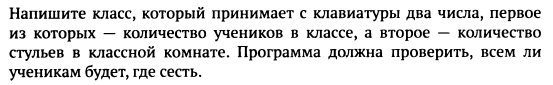 Напишите класс, который принимает с клавиатуры два числа, первое
из которых — количество учеников в классе, а второе — количество
стульев в классной комнате. Программа должна проверить, всем ли
ученикам будет, где сесть.